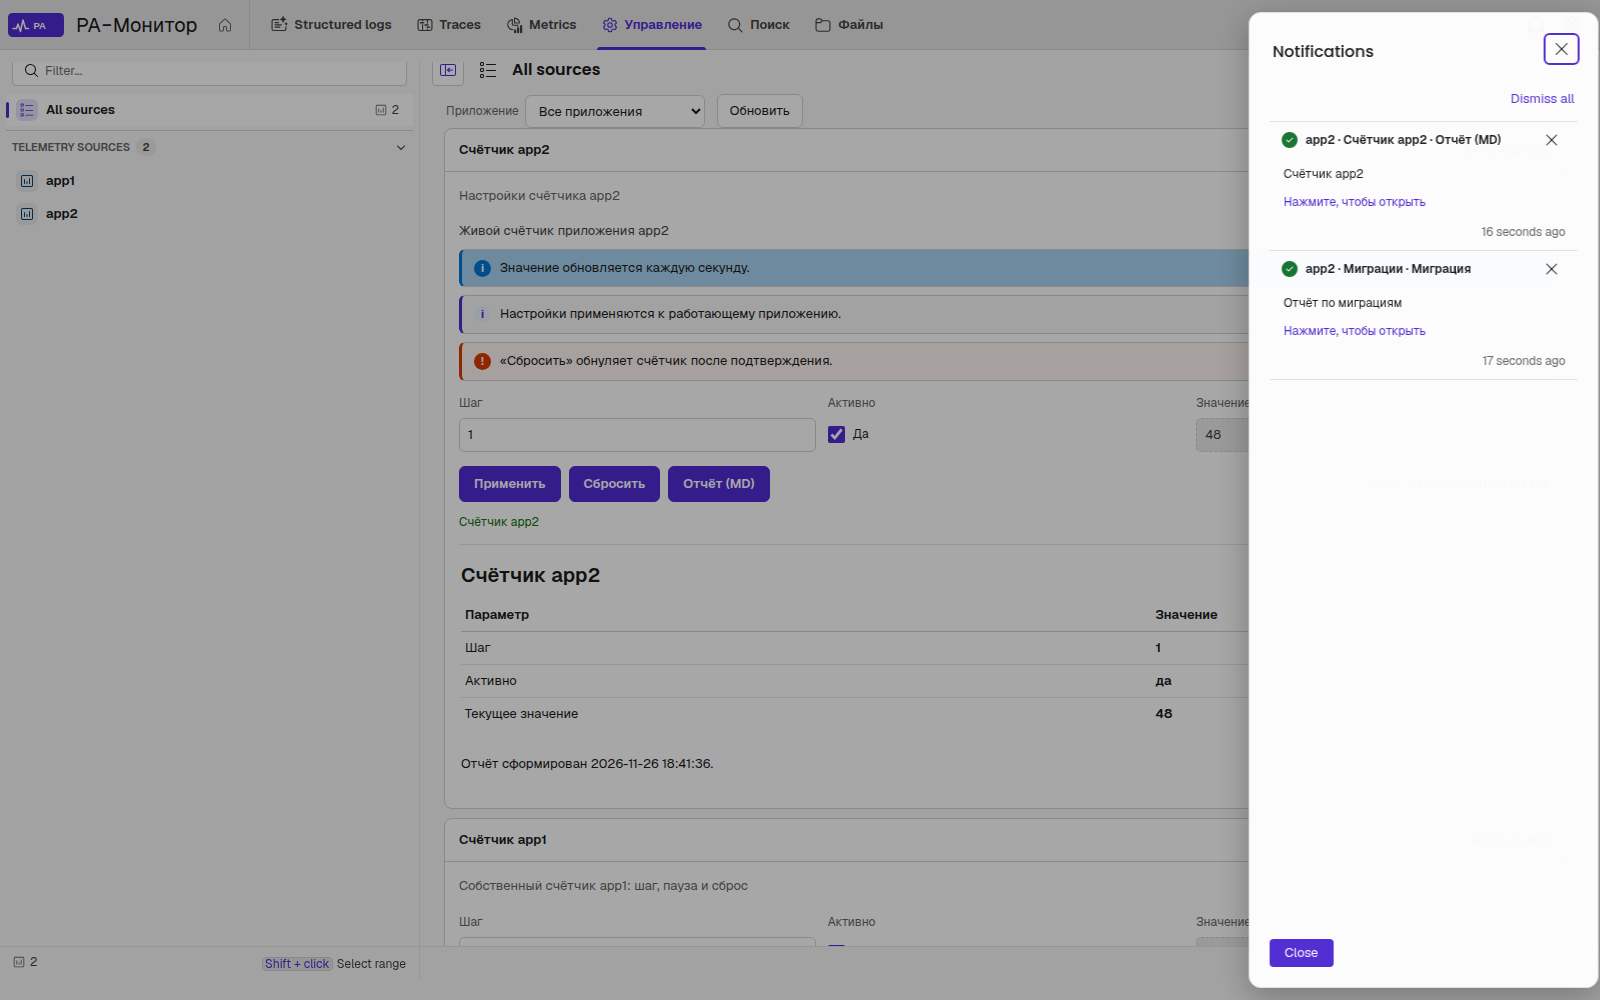 PA
РА-Монитор
Structured logs
Traces
Metrics
Управление
Поиск
Файлы
Filter...
All sources
2
TELEMETRY SOURCES 2
app1
app2
All sources
Приложение
Все приложения
Обновить
Счётчик app2
Настройки счётчика app2
Живой счётчик приложения app2
Значение обновляется каждую секунду.
Настройки применяются к работающему приложению.
«Сбросить» обнуляет счётчик после подтверждения.
Шаг
Активно
Значение
1
Да
48
Применить
Сбросить
Отчёт (MD)
Счётчик app2
Счётчик app2
Параметр
Значение
Шаг
1
Активно
да
Текущее значение
48
Отчёт сформирован 2026-11-26 18:41:36.
Счётчик app1
Собственный счётчик app1: шаг, пауза и сброс
Шаг
Активно
Значение
2
Shift + click Select range
Notifications
Dismiss all
app2 · Счётчик app2 · Отчёт (MD)
Счётчик app2
Нажмите, чтобы открыть
16 seconds ago
app2 · Миграции · Миграция
Отчёт по миграциям
Нажмите, чтобы открыть
17 seconds ago
Close